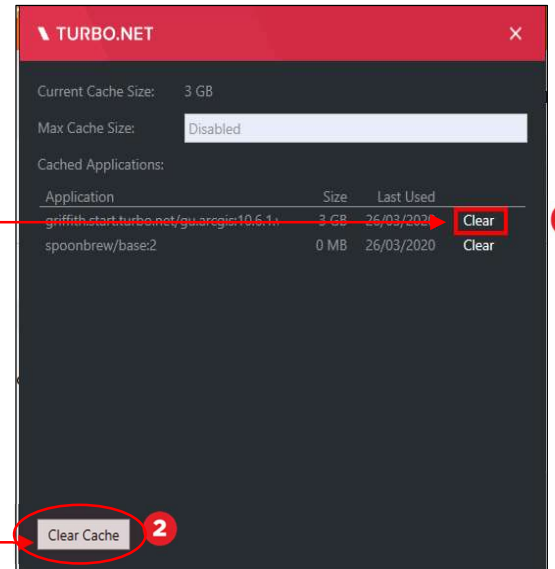 TURBO.NET
Current Cache Size: 3 GB
Max Cache Size: Disabled
Cached Applications:
Application Size Last Used
griffith.start.turbo.net/gu.arcgis:10.6.1. 3 GB 26/03/2020 Clear
spoonbrew/base:2 0 MB 26/03/2020 Clear
Clear Cache 2